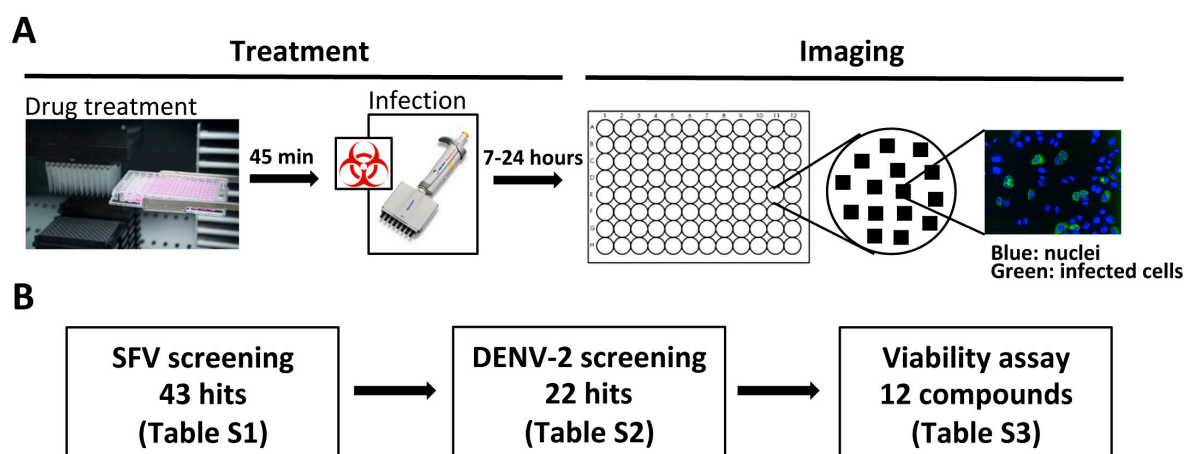 A
Treatment
Imaging
Drug treatment
Infection
45 min
7-24 hours
1 2 3 4 5 6 7 8 9 10 11 12
A
B
C
D
E
F
G
H
Blue: nuclei
Green: infected cells
B
SFV screening
43 hits
(Table S1)
DENV-2 screening
22 hits
(Table S2)
Viability assay
12 compounds
(Table S3)